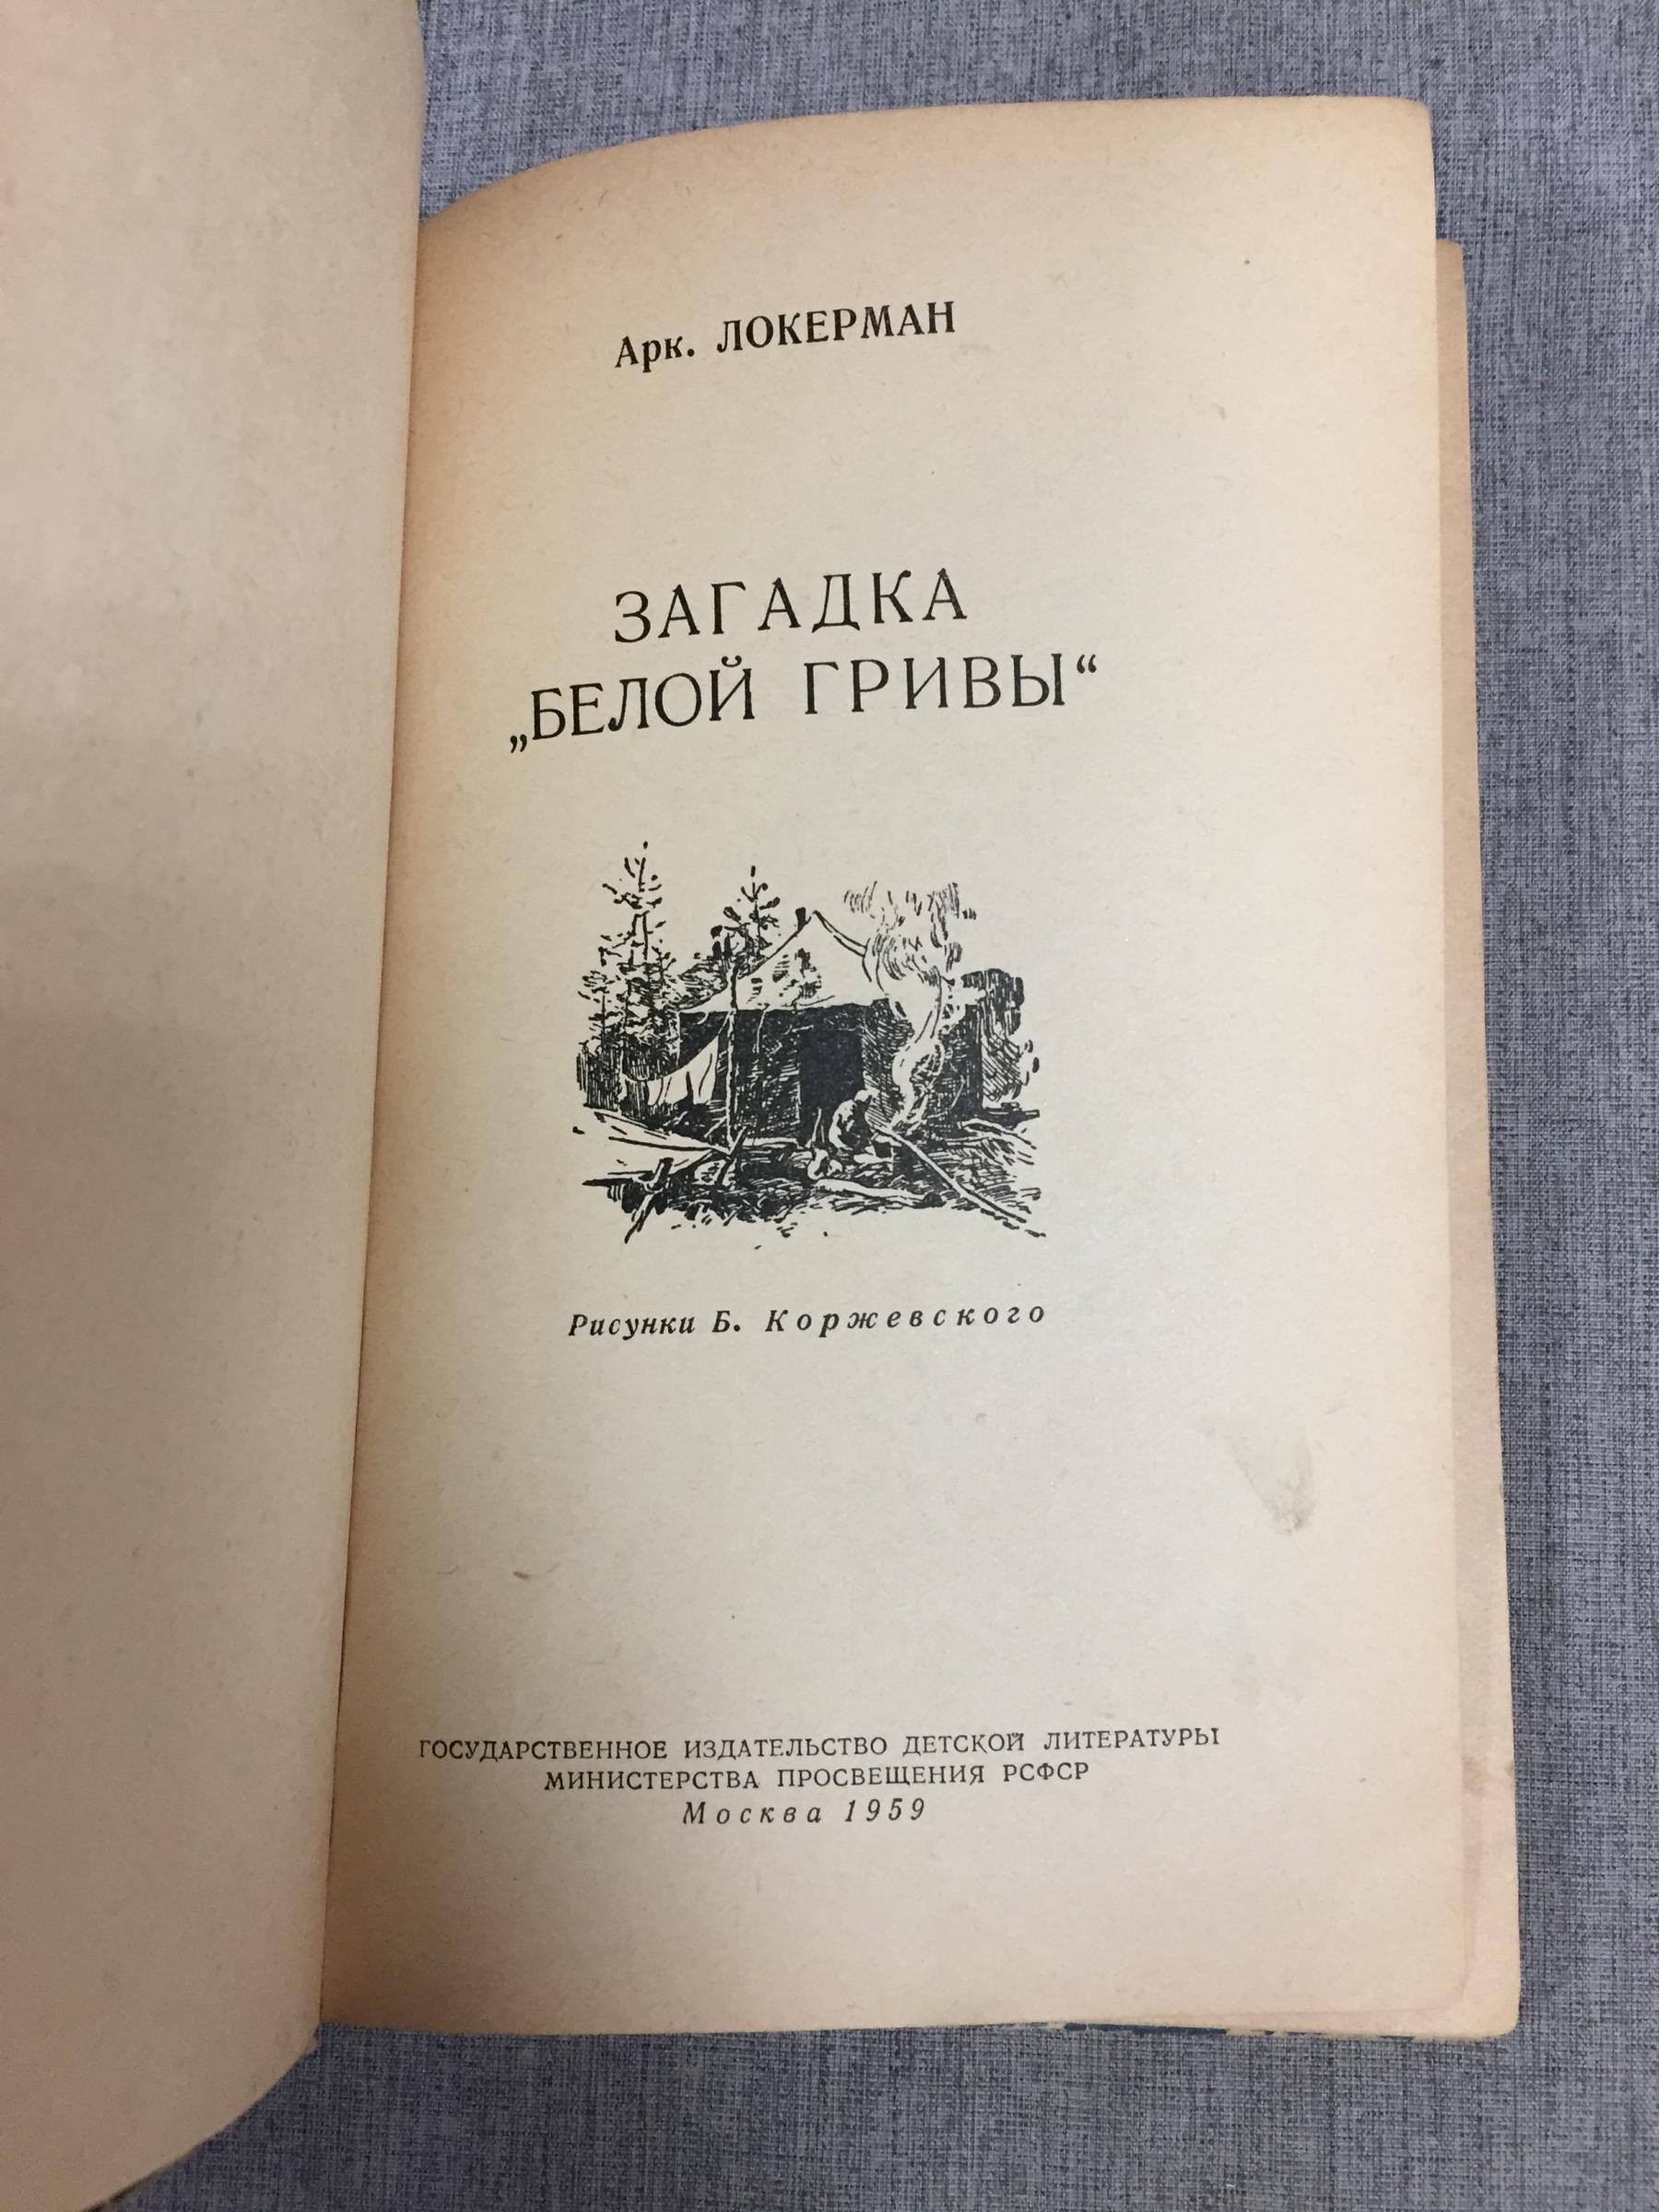 Арк. ЛОКЕРМАН
ЗАГАДКА
„БЕЛОЙ ГРИВЫ“
Рисунки Б. Коржевского
ГОСУДАРСТВЕННОЕ ИЗДАТЕЛЬСТВО ДЕТСКОЙ ЛИТЕРАТУРЫ
МИНИСТЕРСТВА ПРОСВЕЩЕНИЯ РСФСР
Москва 1959